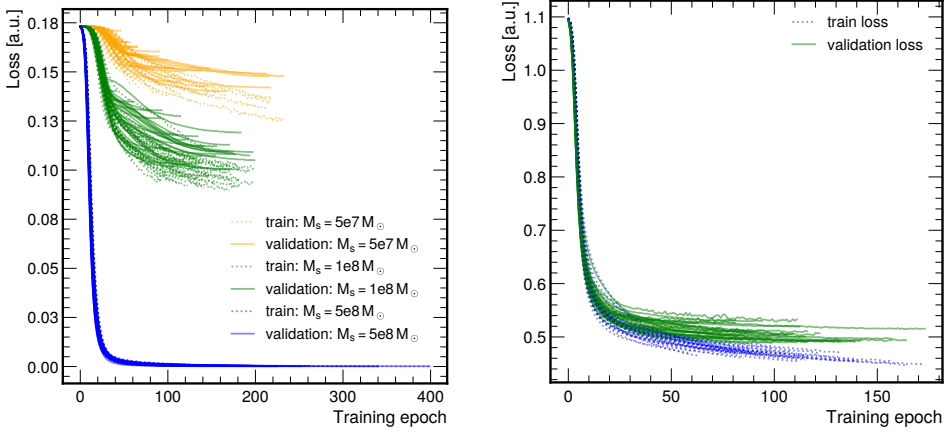 Loss [a.u.]
0.18
0.15
0.13
0.10
0.08
0.05
0.03
0.00
train: Mₛ = 5e7 M☉
validation: Mₛ = 5e7 M☉
train: Mₛ = 1e8 M☉
validation: Mₛ = 1e8 M☉
train: Mₛ = 5e8 M☉
validation: Mₛ = 5e8 M☉
0 100 200 300 400
Training epoch
Loss [a.u.]
1.1
1.0
0.9
0.8
0.7
0.6
0.5
train loss
validation loss
0 50 100 150
Training epoch